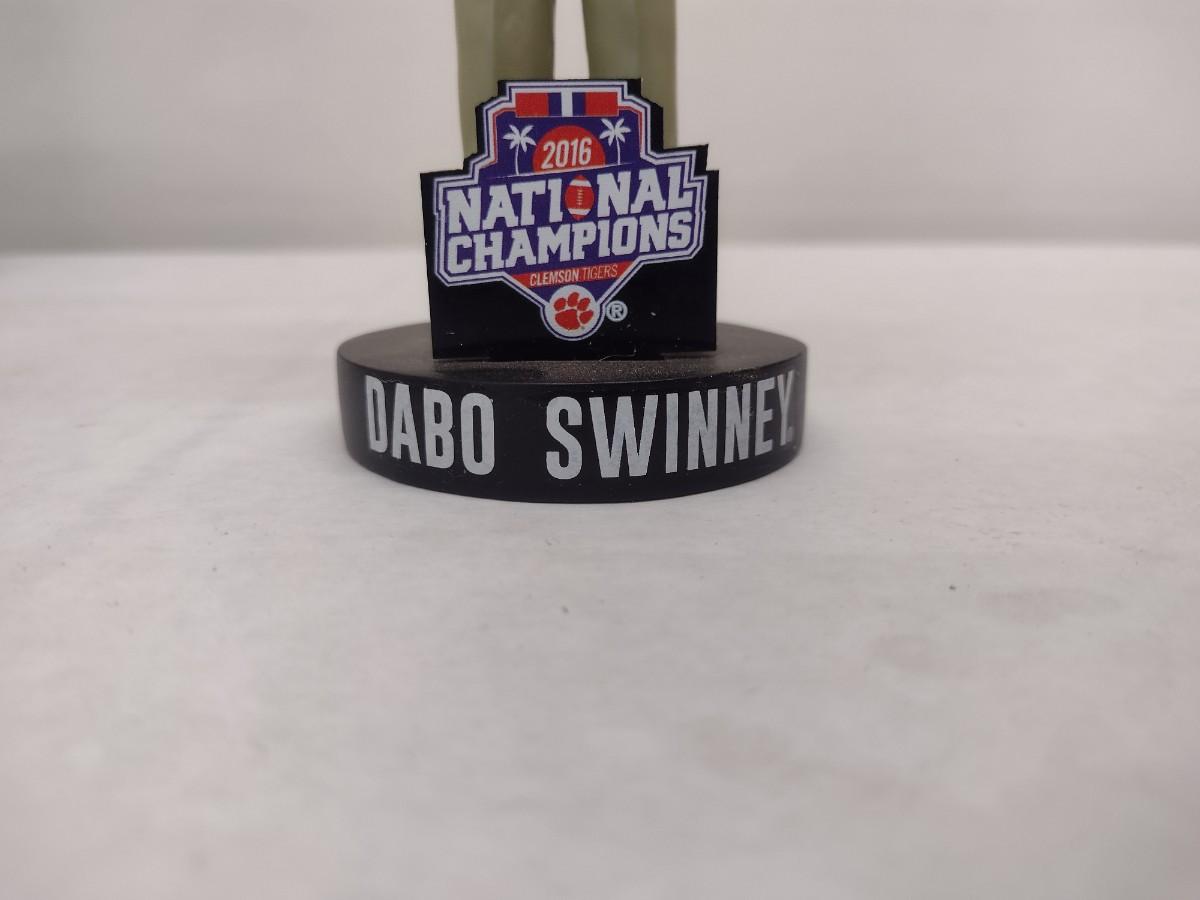 2016
NATIONAL
CHAMPIONS
CLEMSON TIGERS
®
DABO SWINNEY